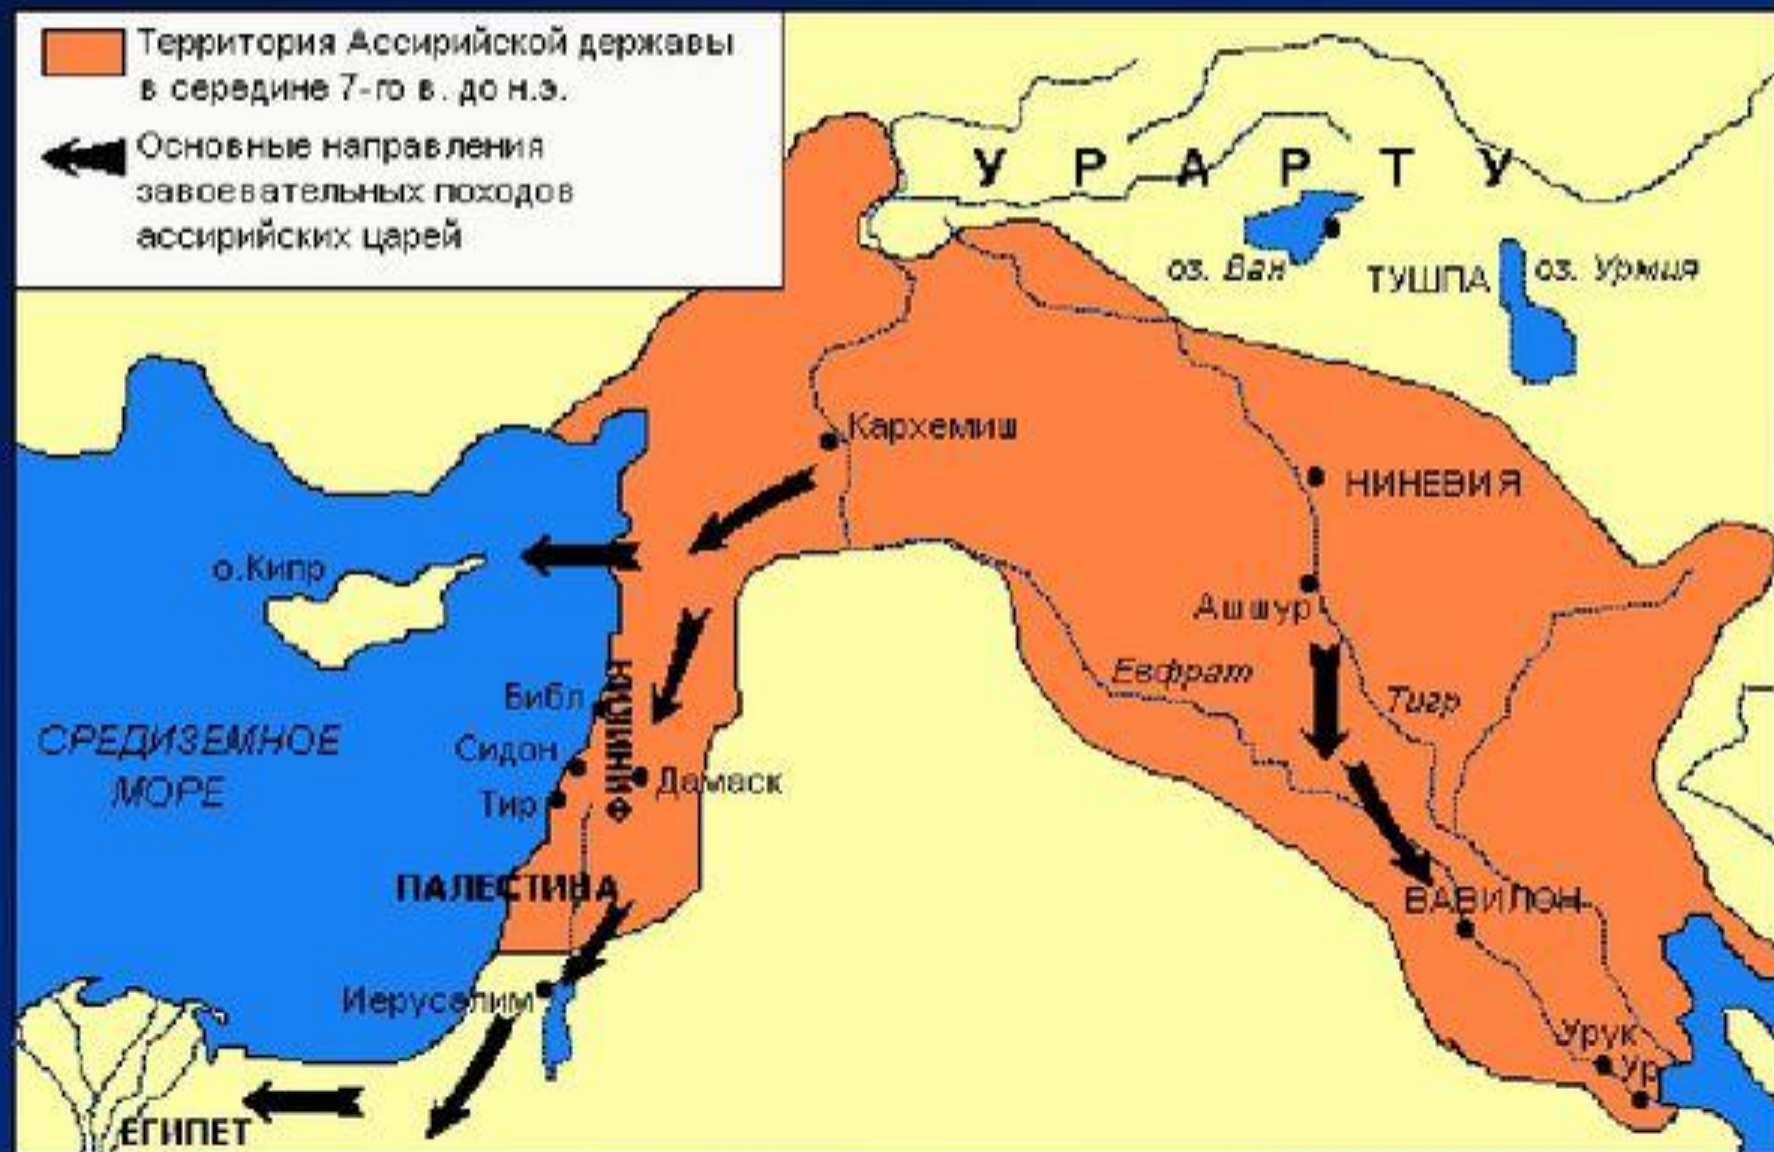 Территория Ассирийской державы
в середине 7-го в. до н.э.
Основные направления
завоевательных походов
ассирийских царей
УРАРТУ
оз. Ван
ТУШПА
оз. Урмия
Кархемиш
НИНЕВИЯ
о.Кипр
Ашшур
Евфрат
Тигр
Библ
ФИНИКИЯ
СРЕДИЗЕМНОЕ
МОРЕ
Сидон
Дамаск
Тир
ПАЛЕСТИНА
ВАВИЛОН
Иерусалим
Урук
Ур
ЕГИПЕТ